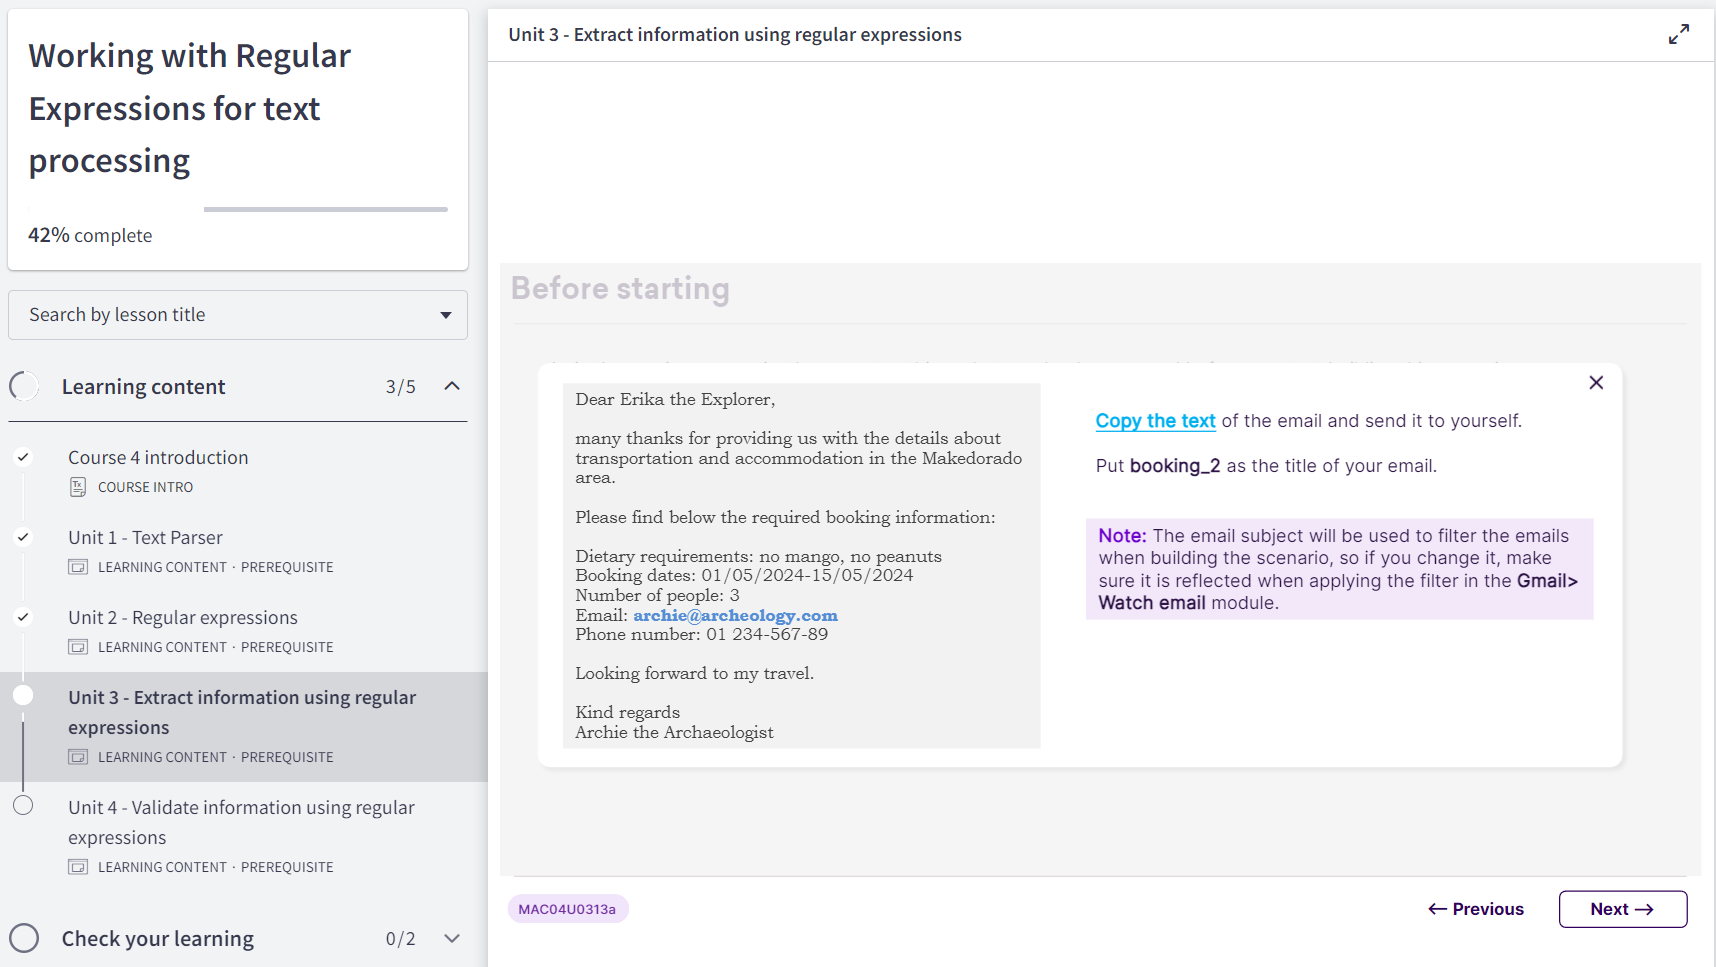 Working with Regular
Expressions for text
processing
42% complete
Search by lesson title
Learning content 3/5
Course 4 introduction
COURSE INTRO
Unit 1 - Text Parser
LEARNING CONTENT · PREREQUISITE
Unit 2 - Regular expressions
LEARNING CONTENT · PREREQUISITE
Unit 3 - Extract information using regular
expressions
LEARNING CONTENT · PREREQUISITE
Unit 4 - Validate information using regular
expressions
LEARNING CONTENT · PREREQUISITE
Check your learning 0/2
Unit 3 - Extract information using regular expressions
Before starting
Dear Erika the Explorer,
many thanks for providing us with the details about
transportation and accommodation in the Makedorado
area.
Please find below the required booking information:
Dietary requirements: no mango, no peanuts
Booking dates: 01/05/2024-15/05/2024
Number of people: 3
Email: archie@archeology.com
Phone number: 01 234-567-89
Looking forward to my travel.
Kind regards
Archie the Archaeologist
Copy the text of the email and send it to yourself.
Put booking_2 as the title of your email.
Note: The email subject will be used to filter the emails
when building the scenario, so if you change it, make
sure it is reflected when applying the filter in the Gmail>
Watch email module.
MAC04U0313a
← Previous
Next →